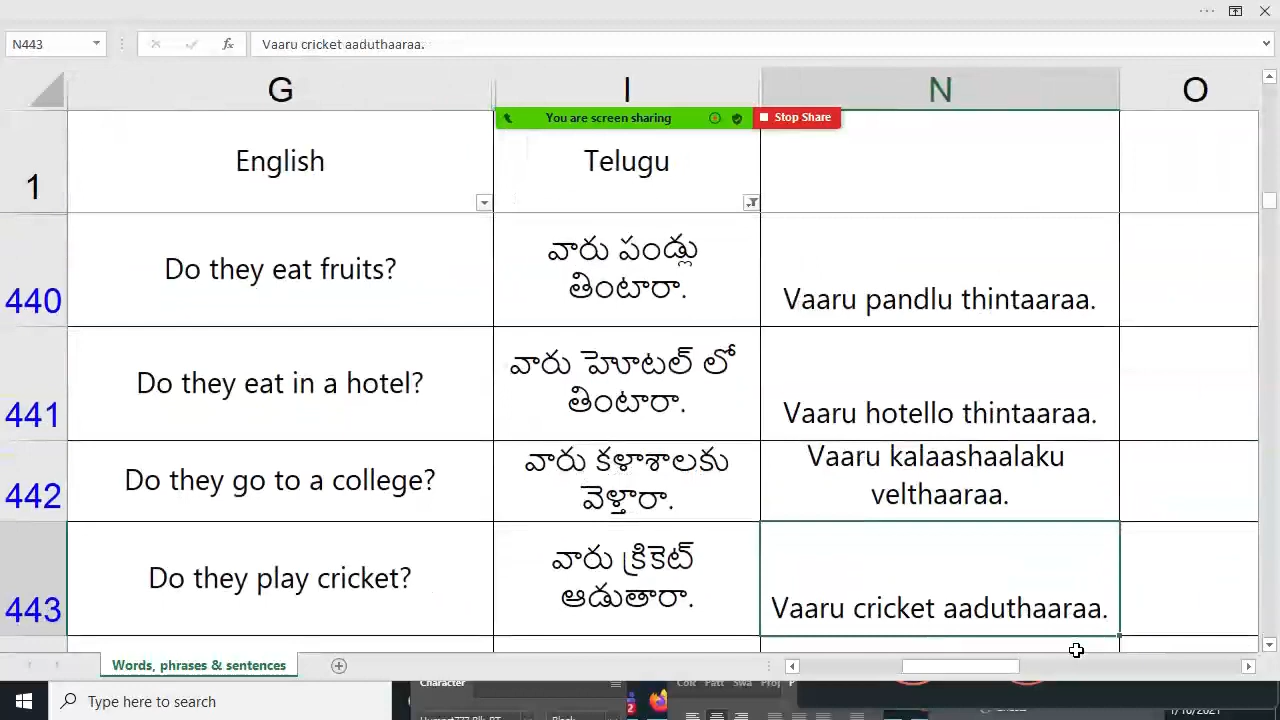 N443
Vaaru cricket aaduthaaraa.
G
I
N
O
You are screen sharing
Stop Share
1
English
Telugu
440
Do they eat fruits?
వారు పండ్లు
తింటారా.
Vaaru pandlu thintaaraa.
441
Do they eat in a hotel?
వారు హెూటల్ లో
తింటారా.
Vaaru hotello thintaaraa.
442
Do they go to a college?
వారు కళాశాలకు
వెళ్తారా.
Vaaru kalaashaalaku
velthaaraa.
443
Do they play cricket?
వారు క్రికెట్
ఆడుతారా.
Vaaru cricket aaduthaaraa.
Words, phrases & sentences
Type here to search
Character